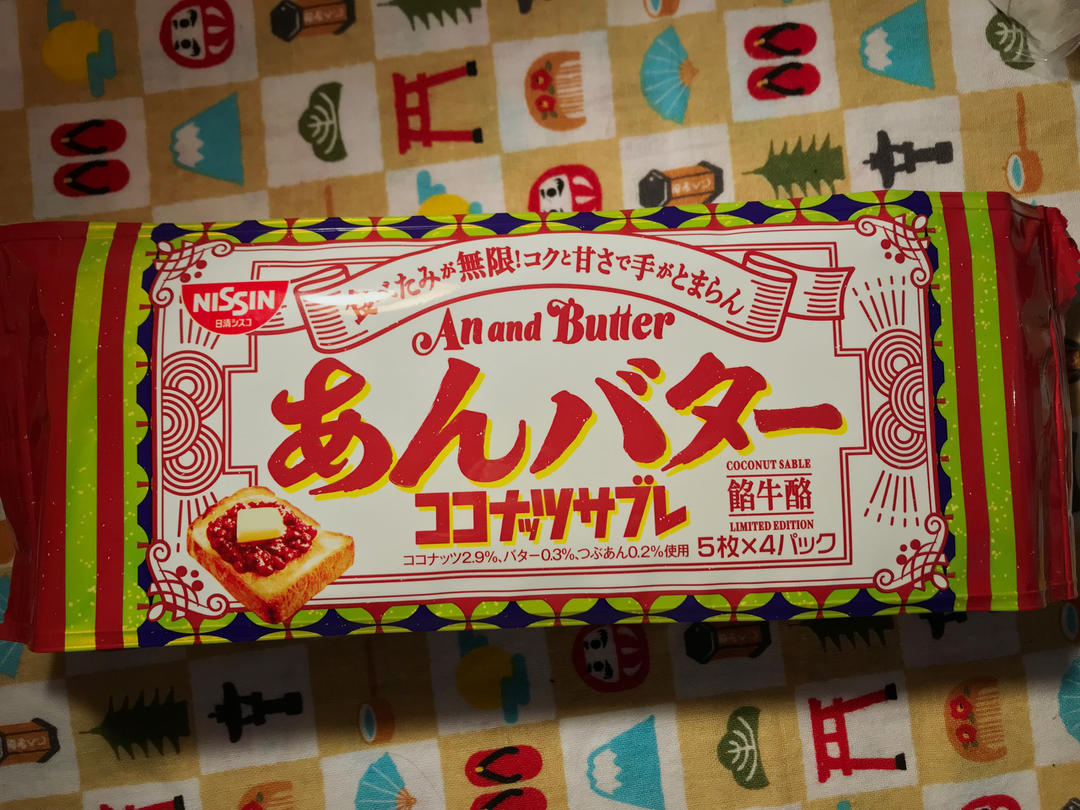 食べたみが無限!コクと甘さで手がとまらん
NISSIN
日清シスコ
An and Butter
あんバター
ココナッツサブレ
COCONUT SABLE
餡牛酪
LIMITED EDITION
ココナッツ2.9%、バター0.3%、つぶあん0.2%使用
5枚×4パック